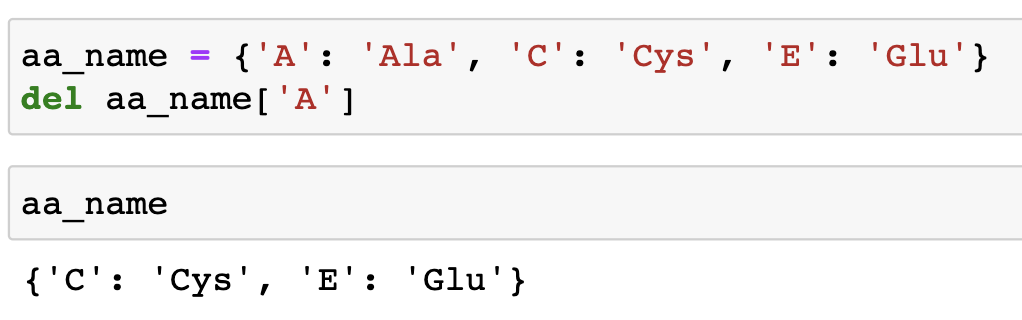 aa_name = {'A': 'Ala', 'C': 'Cys', 'E': 'Glu'}
del aa_name['A']
aa_name
{'C': 'Cys', 'E': 'Glu'}